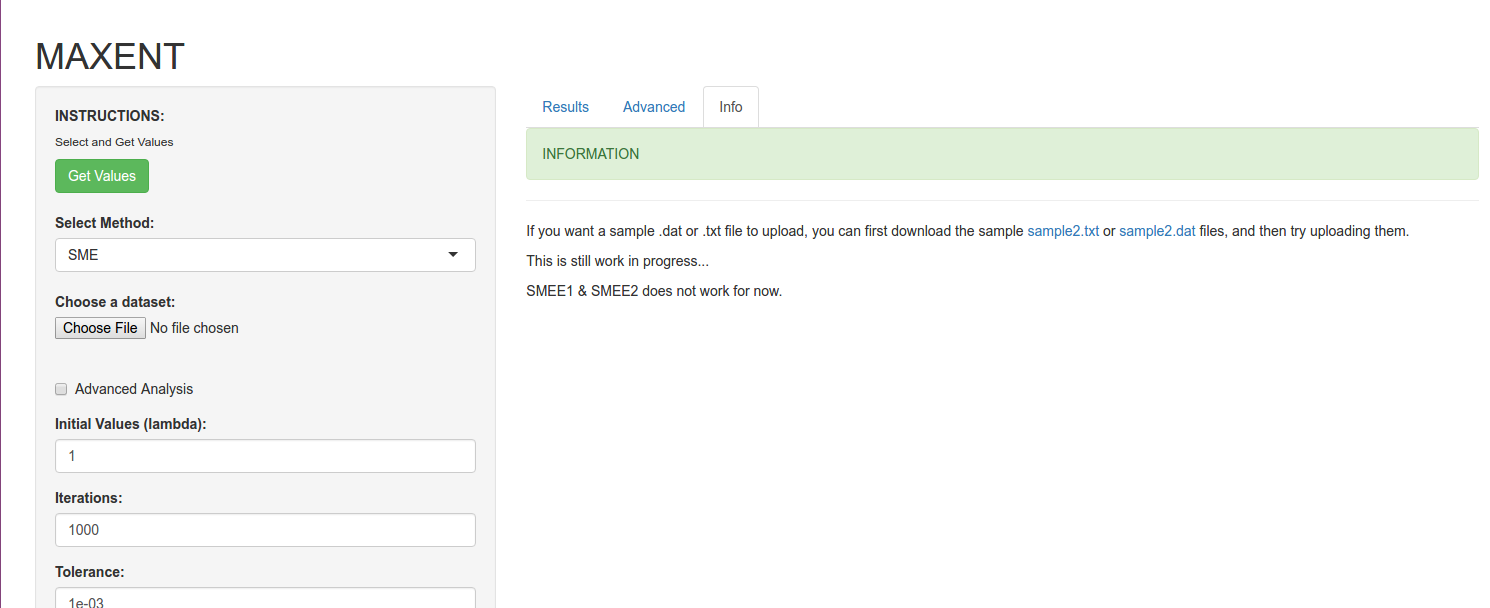 MAXENT
INSTRUCTIONS:
Select and Get Values
Get Values
Select Method:
SME
Choose a dataset:
Choose File No file chosen
Advanced Analysis
Initial Values (lambda):
1
Iterations:
1000
Tolerance:
1e-03
Results Advanced Info
INFORMATION
If you want a sample .dat or .txt file to upload, you can first download the sample sample2.txt or sample2.dat files, and then try uploading them.
This is still work in progress...
SMEE1 & SMEE2 does not work for now.